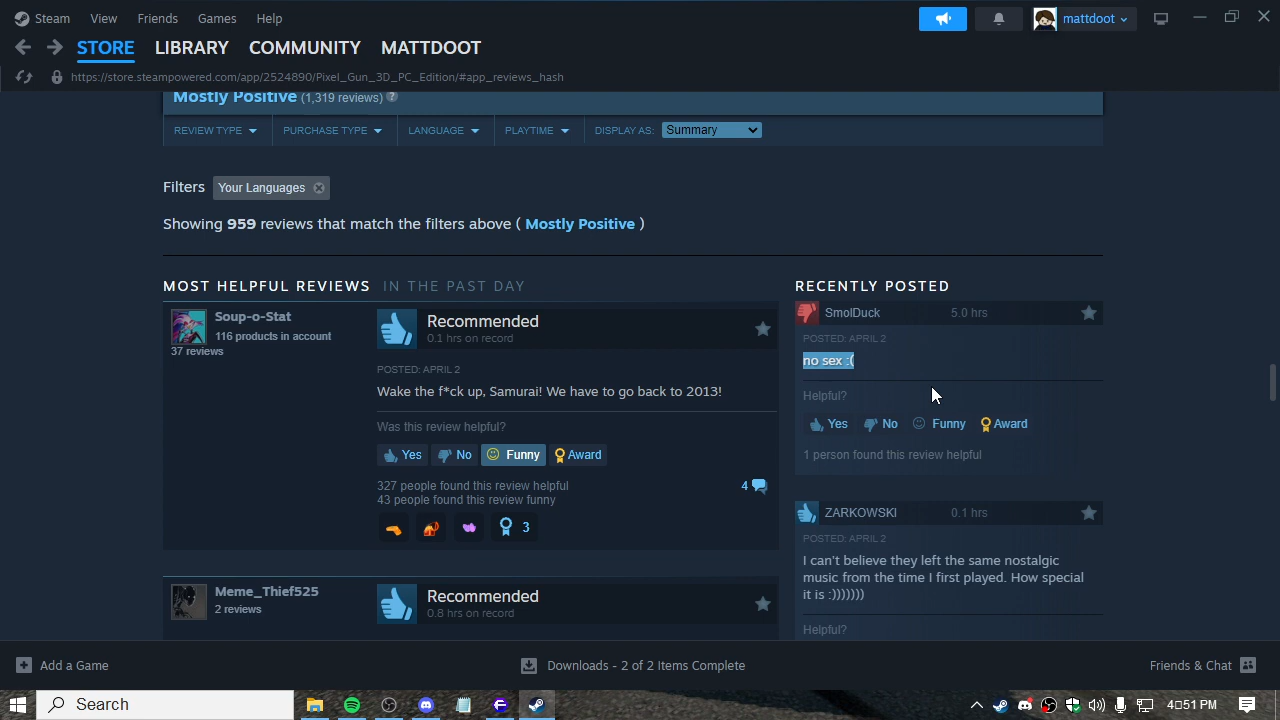 Steam View Friends Games Help
mattdoot
STORE LIBRARY COMMUNITY MATTDOOT
https://store.steampowered.com/app/2524890/Pixel_Gun_3D_PC_Edition/#app_reviews_hash
Mostly Positive (1,319 reviews) ?
REVIEW TYPE PURCHASE TYPE LANGUAGE PLAYTIME DISPLAY AS: Summary
Filters Your Languages
Showing 959 reviews that match the filters above ( Mostly Positive )
MOST HELPFUL REVIEWS IN THE PAST DAY
Soup-o-Stat
116 products in account
37 reviews
Recommended
0.1 hrs on record
POSTED: APRIL 2
Wake the f*ck up, Samurai! We have to go back to 2013!
Was this review helpful?
Yes No Funny Award
327 people found this review helpful
43 people found this review funny
4
3
Meme_Thief525
2 reviews
Recommended
0.8 hrs on record
RECENTLY POSTED
SmolDuck 5.0 hrs
POSTED: APRIL 2
no sex :(
Helpful?
Yes No Funny Award
1 person found this review helpful
ZARKOWSKI 0.1 hrs
POSTED: APRIL 2
I can't believe they left the same nostalgic
music from the time I first played. How special
it is :)))))))
Helpful?
Add a Game
Downloads - 2 of 2 Items Complete
Friends & Chat
Search
4:51 PM